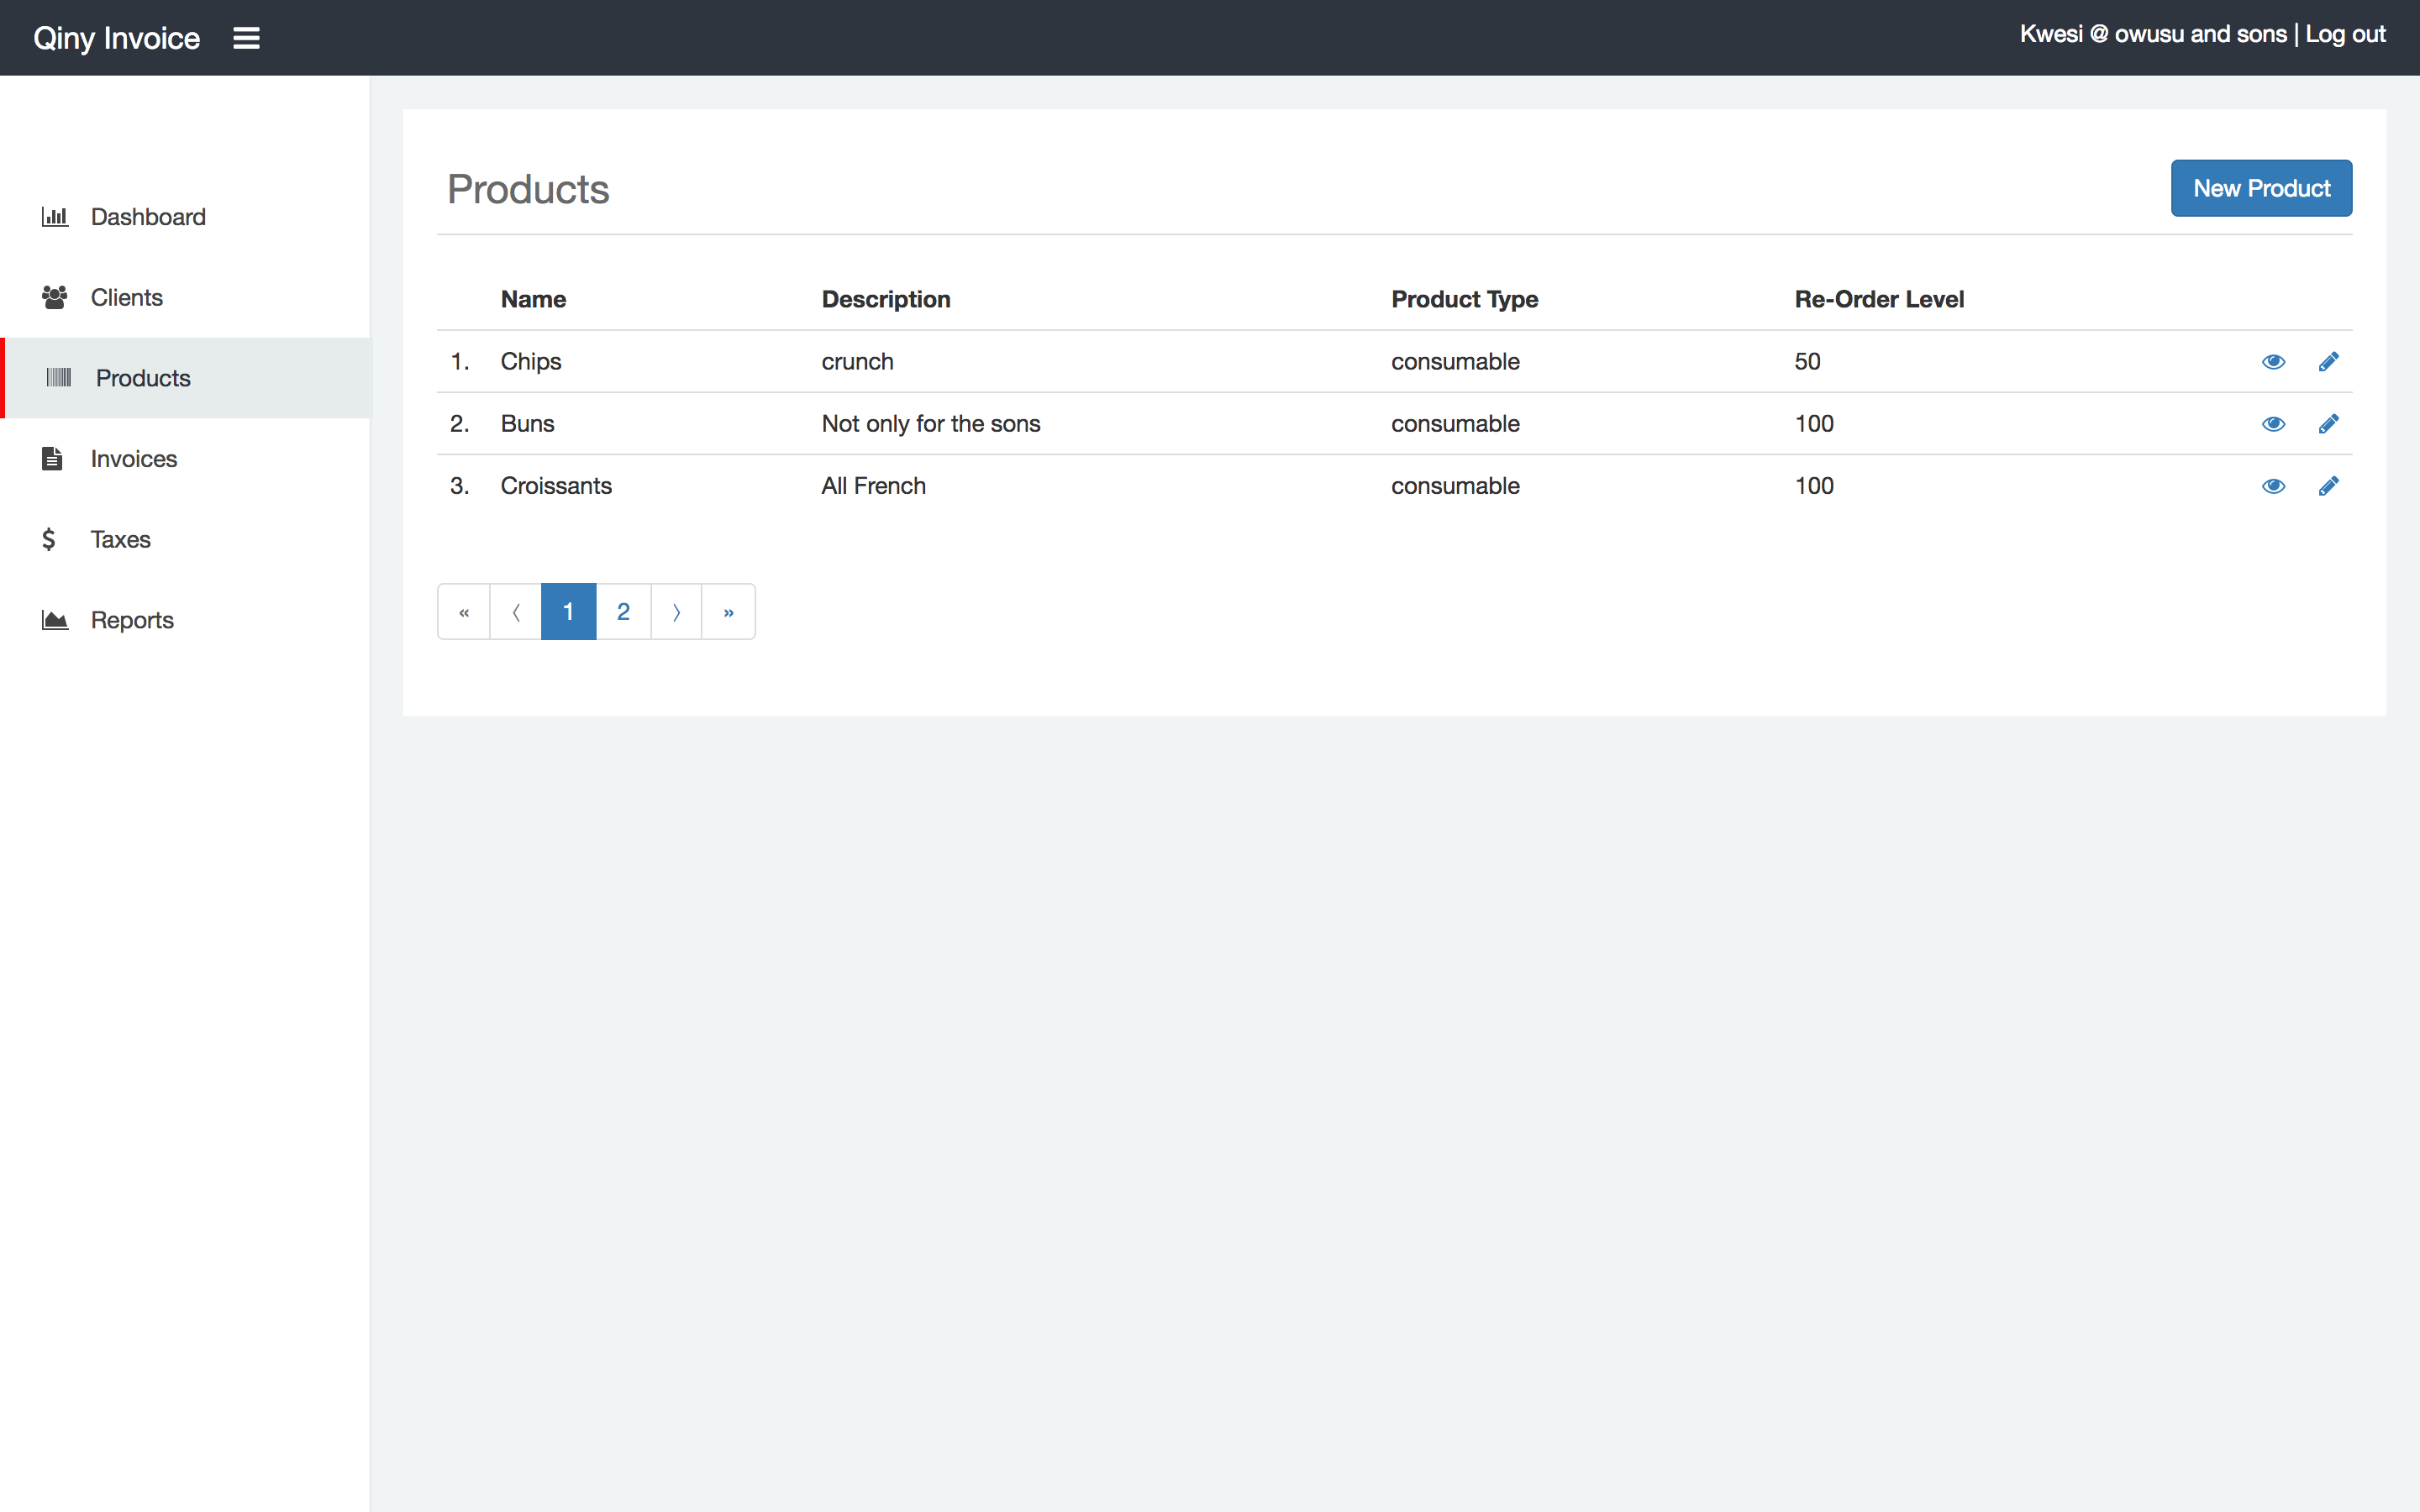 Qiny Invoice
Kwesi @ owusu and sons | Log out
Dashboard
Clients
Products
Invoices
Taxes
Reports
Products
New Product
Name Description Product Type Re-Order Level
1. Chips crunch consumable 50
2. Buns Not only for the sons consumable 100
3. Croissants All French consumable 100
« 〈 1 2 〉 »